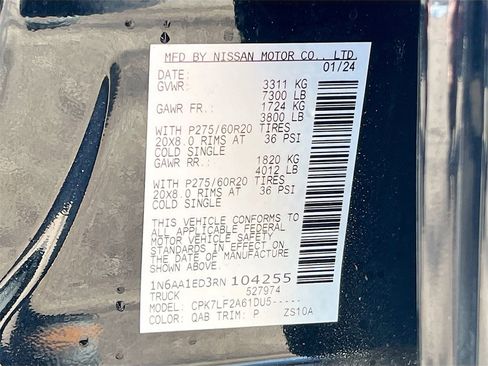 MFD BY NISSAN MOTOR CO., LTD.
DATE: 01/24
GVWR: 3311 KG
7300 LB
GAWR FR.: 1724 KG
3800 LB
WITH P275/60R20 TIRES
20X8.0 RIMS AT 36 PSI
COLD SINGLE
GAWR RR.: 1820 KG
4012 LB
WITH P275/60R20 TIRES
20X8.0 RIMS AT 36 PSI
COLD SINGLE
THIS VEHICLE CONFORMS TO
ALL APPLICABLE FEDERAL
MOTOR VEHICLE SAFETY
STANDARDS IN EFFECT ON
THE DATE OF MANUFACTURE
SHOWN ABOVE.
1N6AA1ED3RN104255
TRUCK 527974
MODEL: CPK7LF2A61DU5-----
COLOR: QAB TRIM: P ZS10A